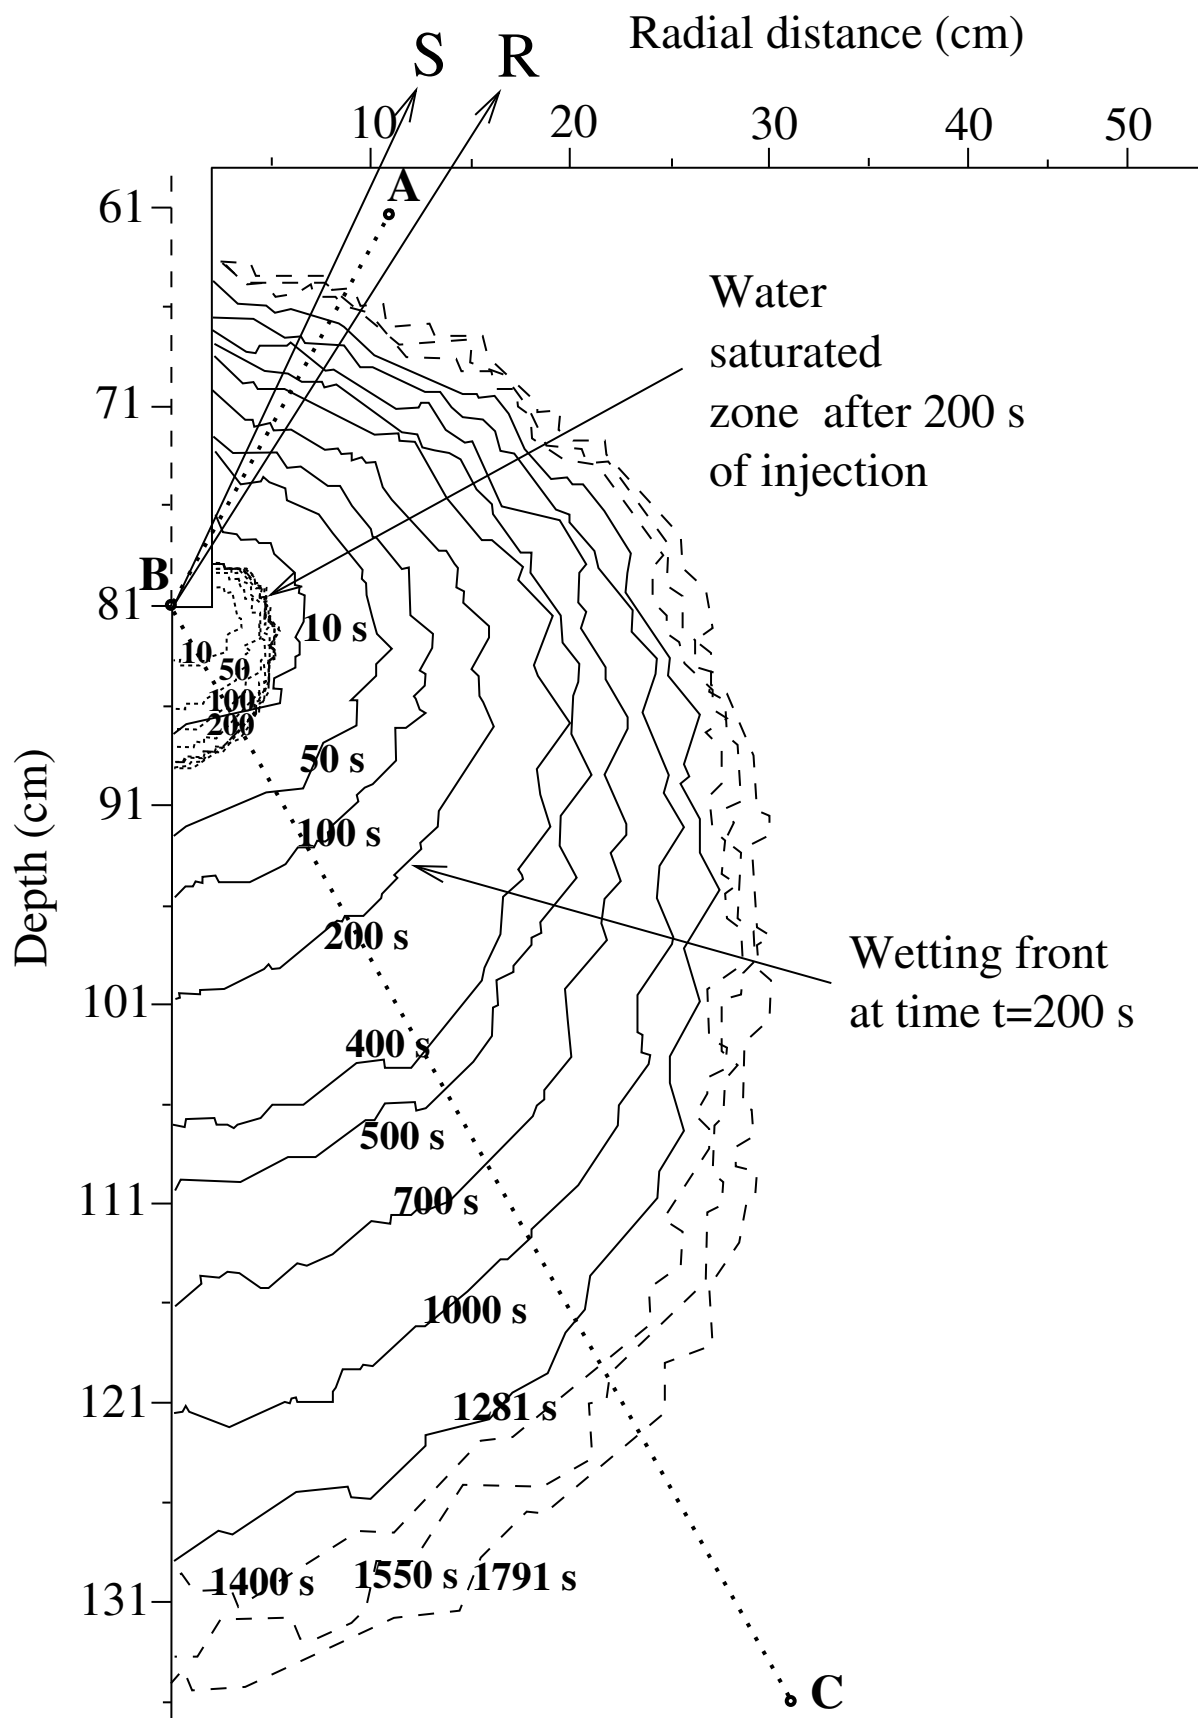 Radial distance (cm)
S R
10 20 30 40 50
A
61
Water
saturated
zone after 200 s
of injection
71
B
81
10 s
10
50
100
200
50 s
91
100 s
Depth (cm)
200 s
Wetting front
at time t=200 s
101
400 s
500 s
111
700 s
1000 s
121
1281 s
131
1400 s 1550 s 1791 s
C